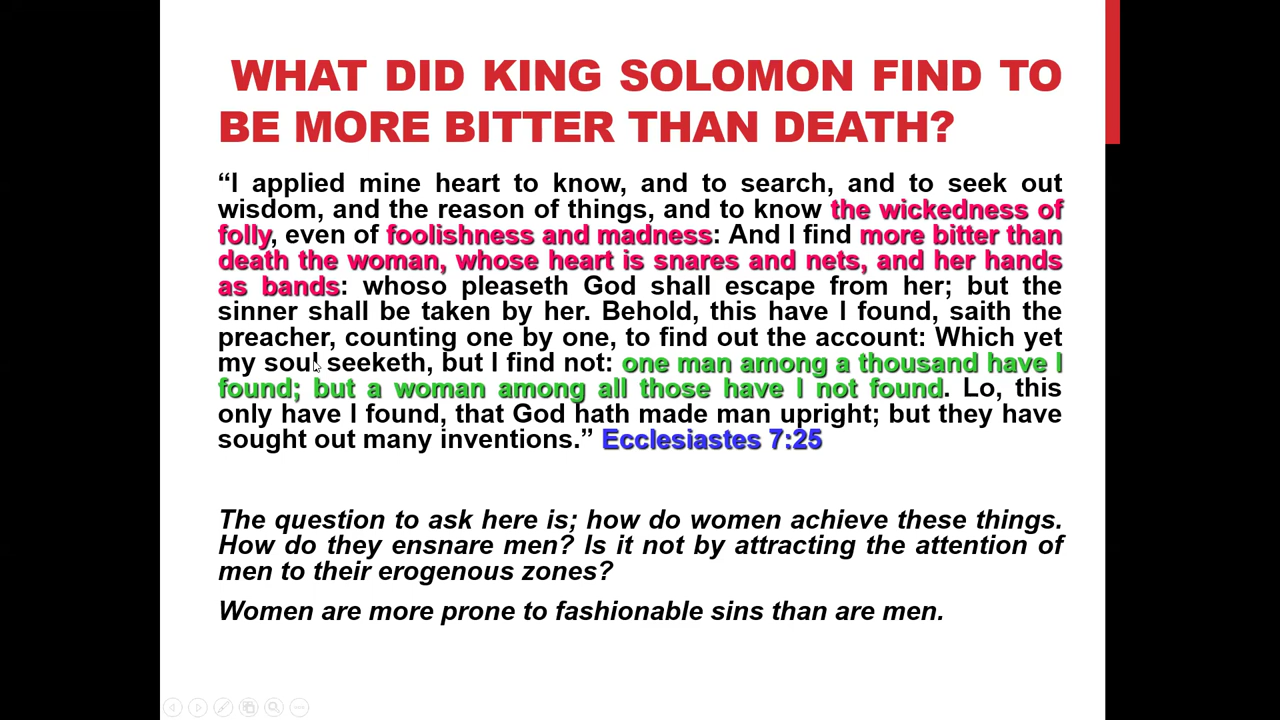 WHAT DID KING SOLOMON FIND TO
BE MORE BITTER THAN DEATH?
“I applied mine heart to know, and to search, and to seek out
wisdom, and the reason of things, and to know the wickedness of
folly, even of foolishness and madness: And I find more bitter than
death the woman, whose heart is snares and nets, and her hands
as bands: whoso pleaseth God shall escape from her; but the
sinner shall be taken by her. Behold, this have I found, saith the
preacher, counting one by one, to find out the account: Which yet
my soul seeketh, but I find not: one man among a thousand have I
found; but a woman among all those have I not found. Lo, this
only have I found, that God hath made man upright; but they have
sought out many inventions.” Ecclesiastes 7:25
The question to ask here is; how do women achieve these things.
How do they ensnare men? Is it not by attracting the attention of
men to their erogenous zones?
Women are more prone to fashionable sins than are men.